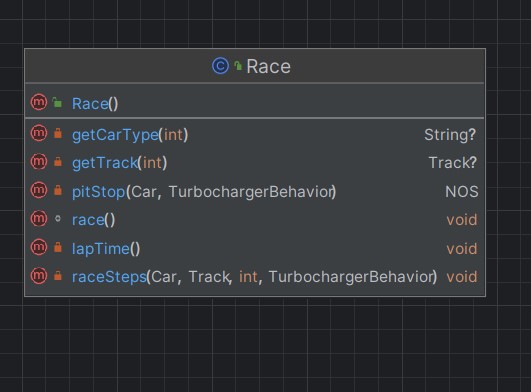 C Race
m Race()
m getCarType(int) String?
m getTrack(int) Track?
m pitStop(Car, TurbochargerBehavior) NOS
m race() void
m lapTime() void
m raceSteps(Car, Track, int, TurbochargerBehavior) void